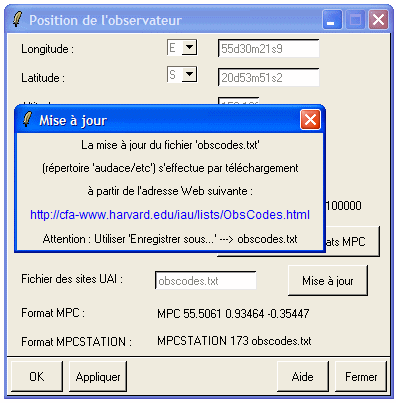 Position de l'observateur
Longitude :
E
55d30m21s9
Latitude :
S
20d53m51s2
Mise à jour
La mise à jour du fichier 'obscodes.txt'
(répertoire 'audace/etc') s'effectue par téléchargement
à partir de l'adresse Web suivante :
http://cfa-www.harvard.edu/iau/lists/ObsCodes.html
Attention : Utiliser 'Enregistrer sous...' ---> obscodes.txt
100000
ats MPC
Fichier des sites UAI :
obscodes.txt
Mise à jour
Format MPC :
MPC 55.5061 0.93464 -0.35447
Format MPCSTATION :
MPCSTATION 173 obscodes.txt
OK
Appliquer
Aide
Fermer